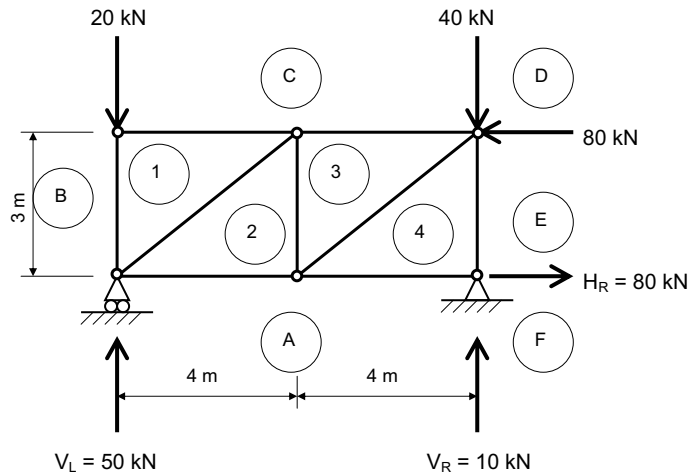 20 kN
40 kN
C
D
80 kN
1
3
B
3 m
2
4
E
H_R = 80 kN
A
F
4 m
4 m
V_L = 50 kN
V_R = 10 kN